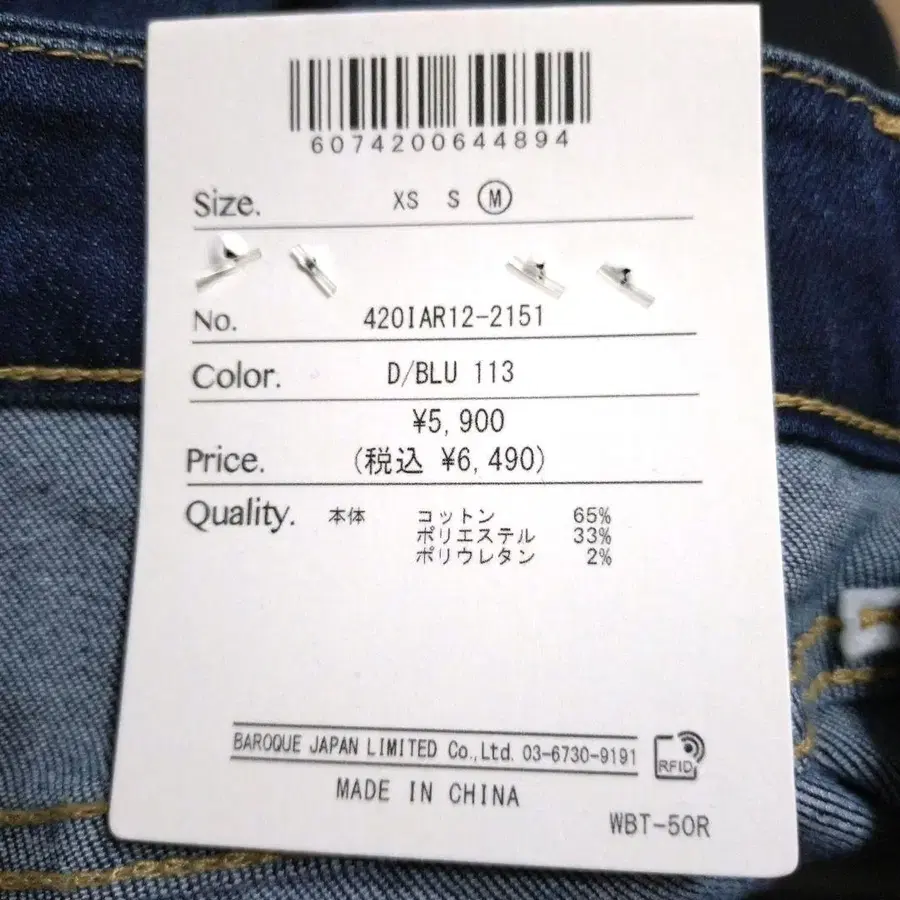 6074200644894
Size. XS S M
No. 420IAR12-2151
Color. D/BLU 113
¥5,900
Price. (税込 ¥6,490)
Quality. 本体 コットン 65%
ポリエステル 33%
ポリウレタン 2%
BAROQUE JAPAN LIMITED Co.,Ltd. 03-6730-9191
RFID
MADE IN CHINA
WBT-50R